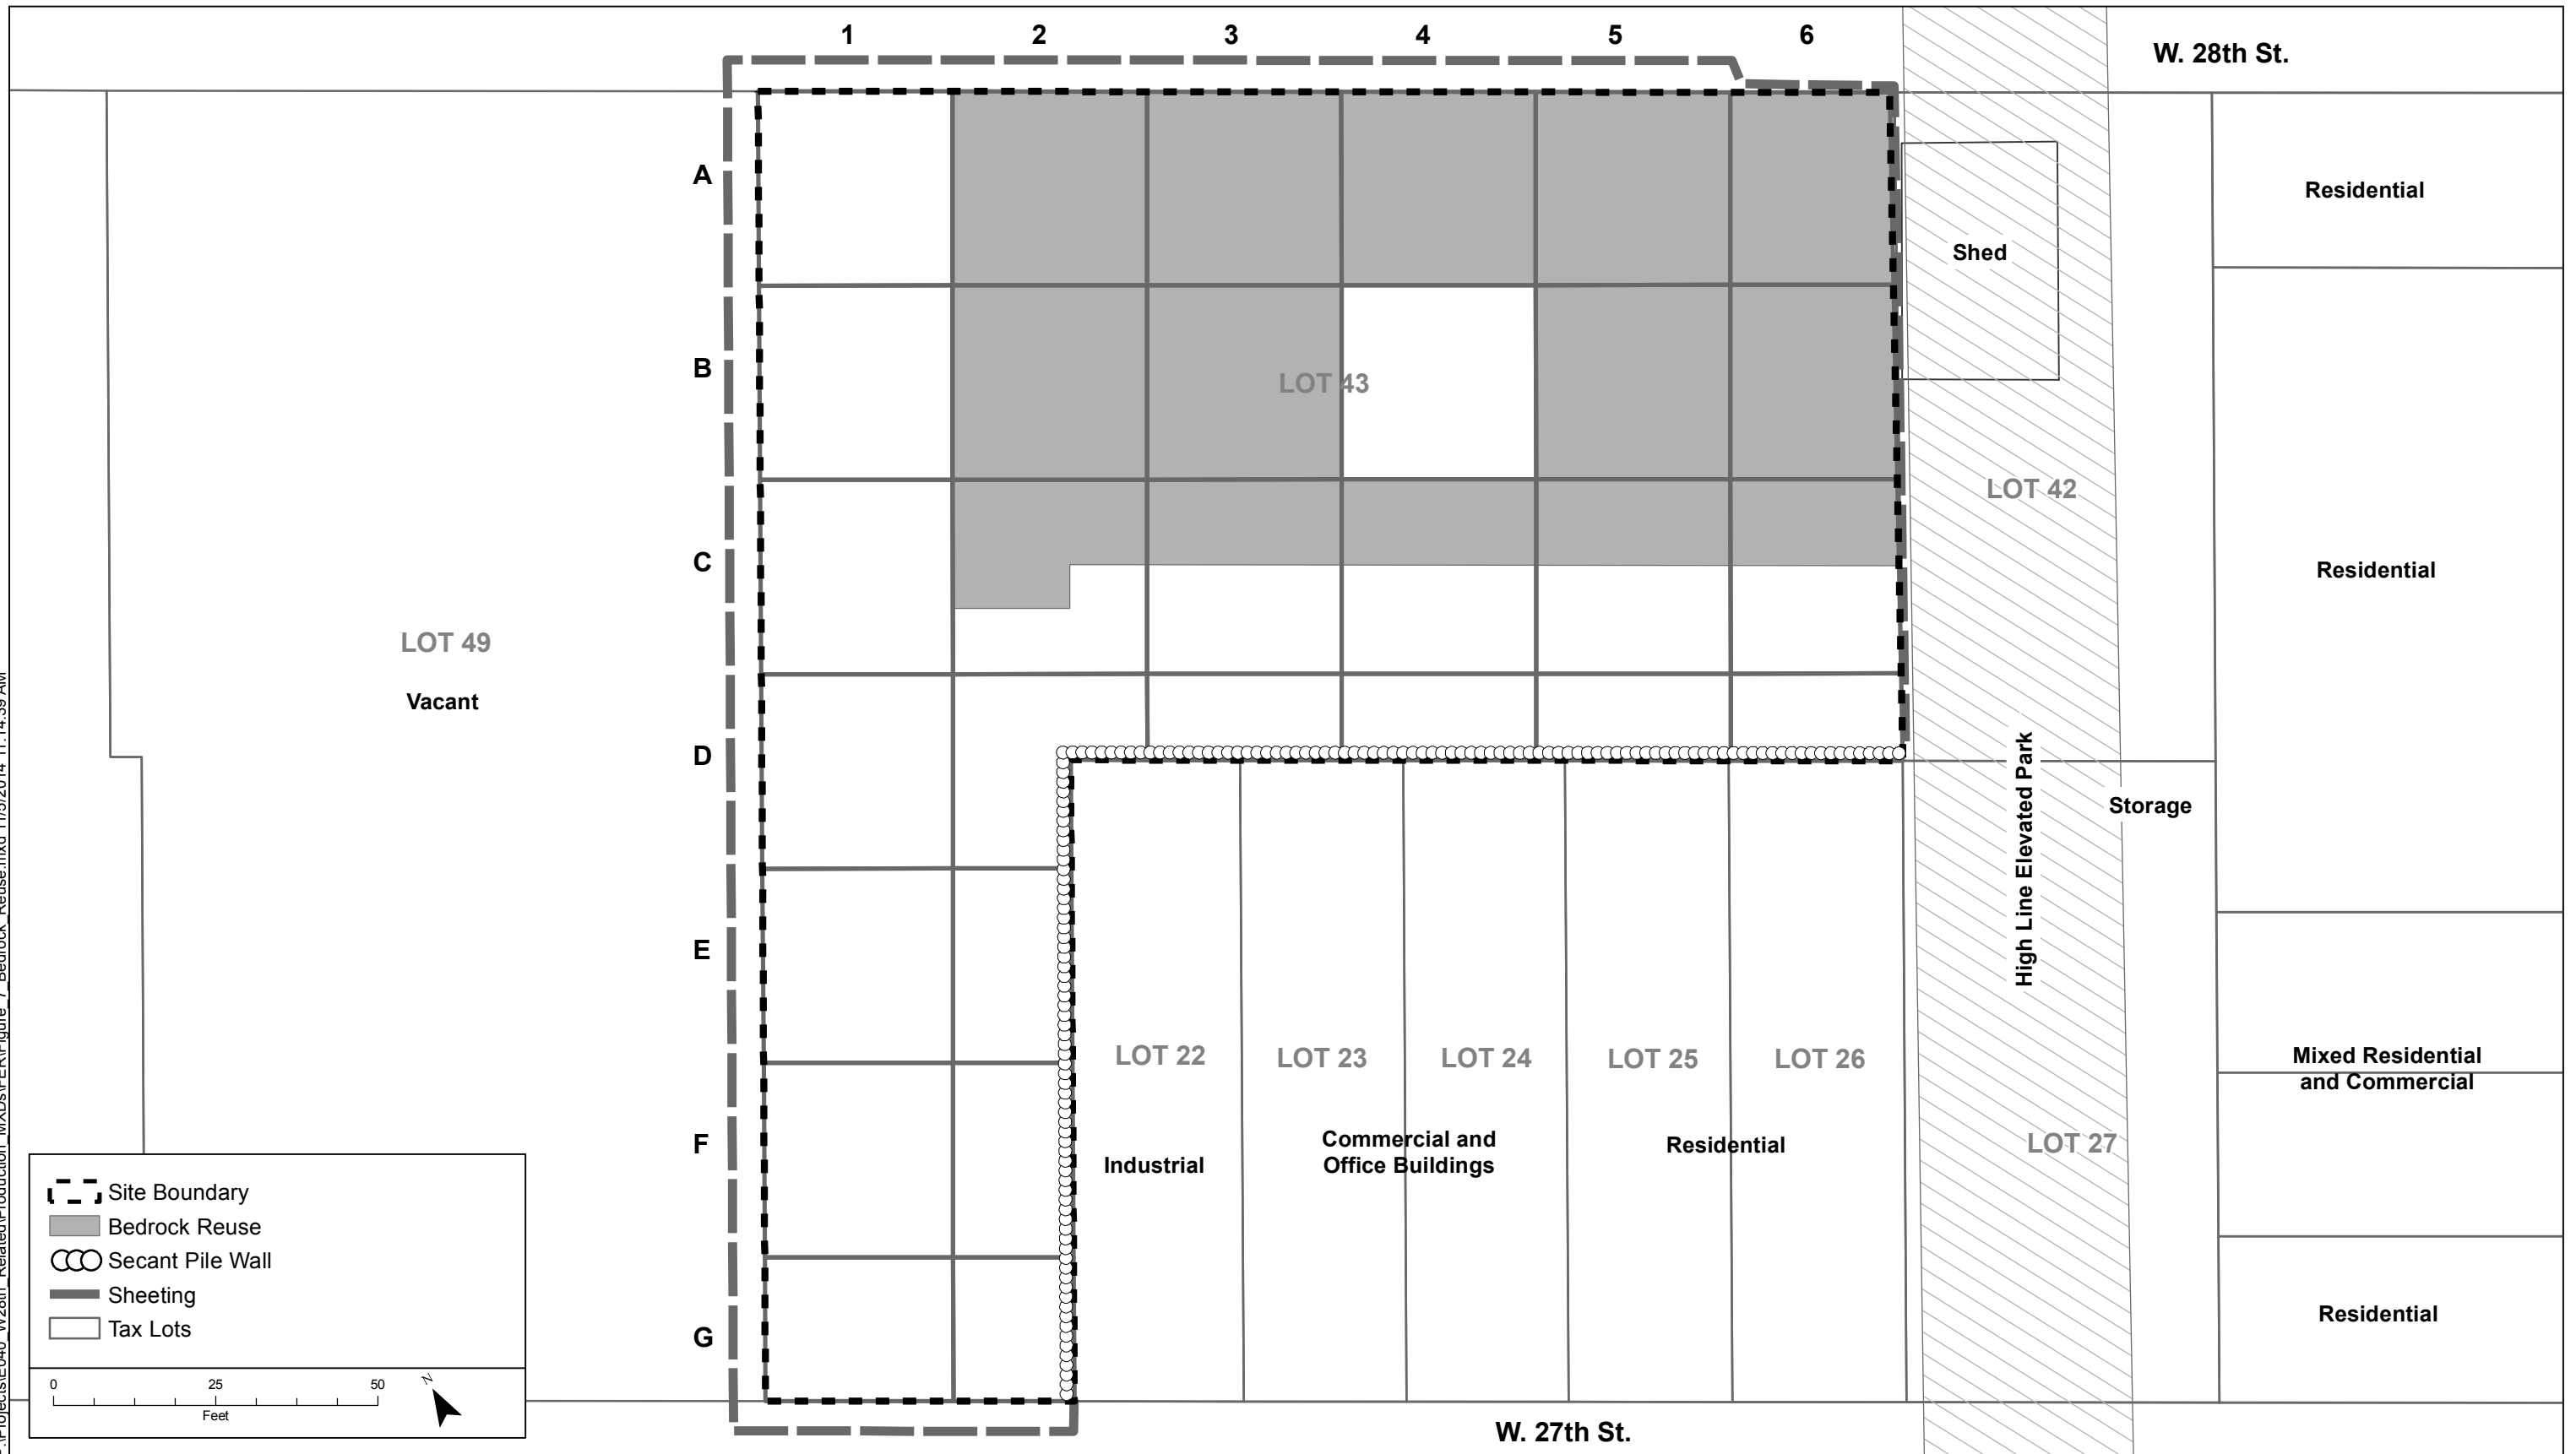 1 2 3 4 5 6
W. 28th St.
A
B
C
D
E
F
G
Residential
Shed
LOT 43
LOT 42
Residential
LOT 49
Vacant
High Line Elevated Park
Storage
LOT 22
LOT 23
LOT 24
LOT 25
LOT 26
Mixed Residential
and Commercial
Industrial
Commercial and
Office Buildings
Residential
LOT 27
Residential
W. 27th St.
Site Boundary
Bedrock Reuse
Secant Pile Wall
Sheeting
Tax Lots
0 25 50
Feet
N